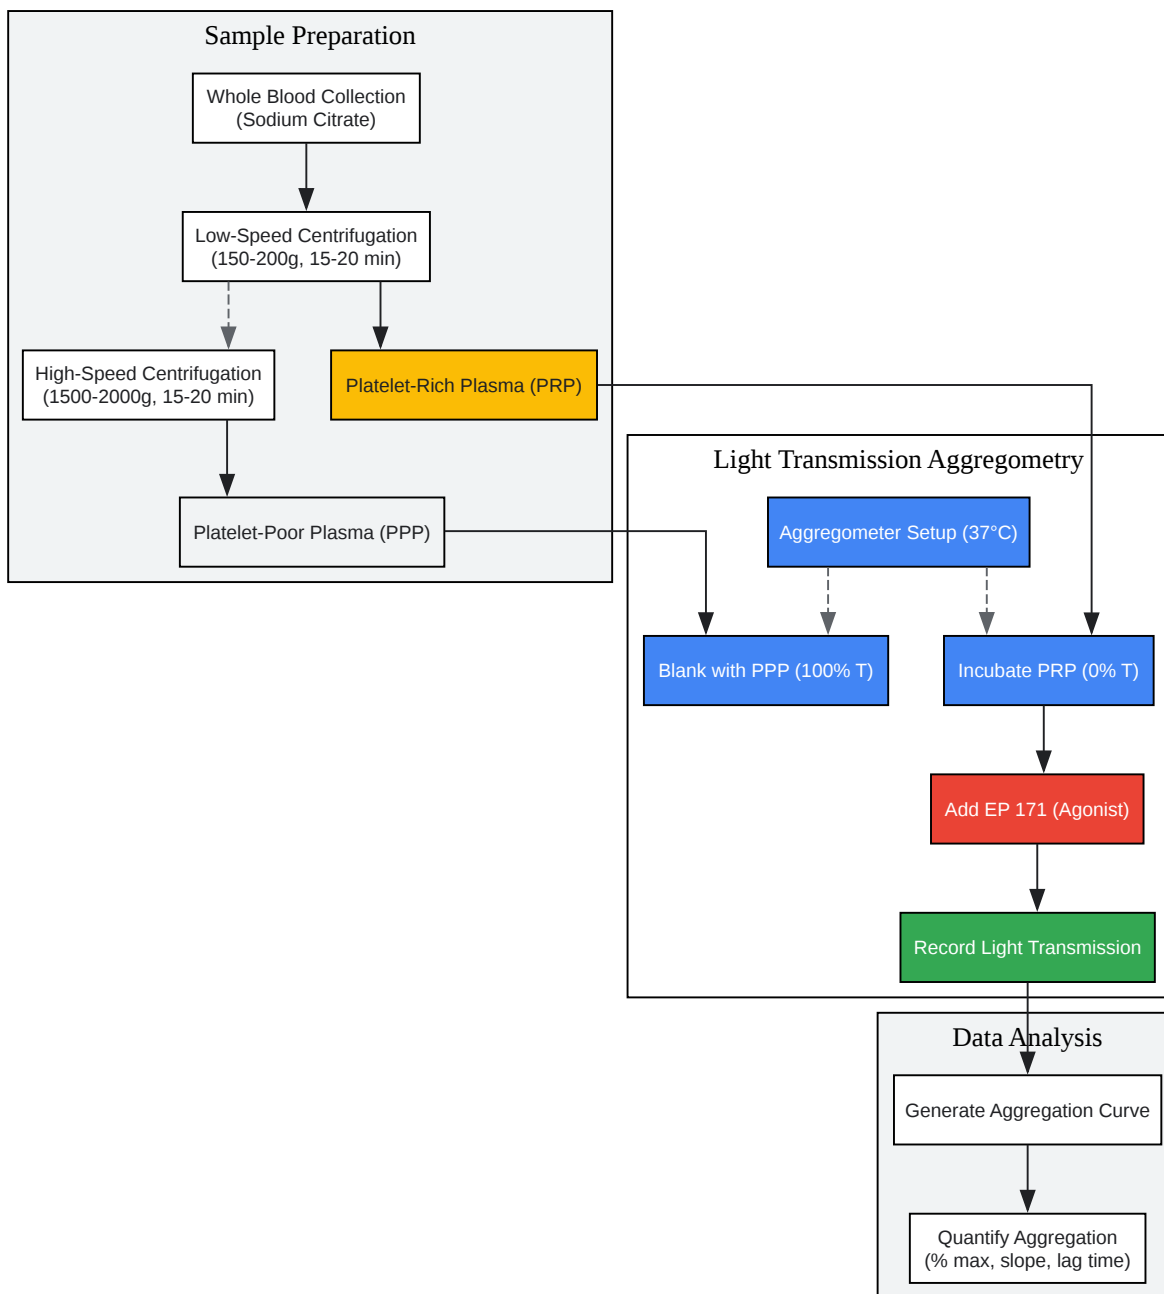 Sample Preparation
Whole Blood Collection
(Sodium Citrate)
Low-Speed Centrifugation
(150-200g, 15-20 min)
High-Speed Centrifugation
(1500-2000g, 15-20 min)
Platelet-Rich Plasma (PRP)
Platelet-Poor Plasma (PPP)
Light Transmission Aggregometry
Aggregometer Setup (37°C)
Blank with PPP (100% T)
Incubate PRP (0% T)
Add EP 171 (Agonist)
Record Light Transmission
Data Analysis
Generate Aggregation Curve
Quantify Aggregation
(% max, slope, lag time)